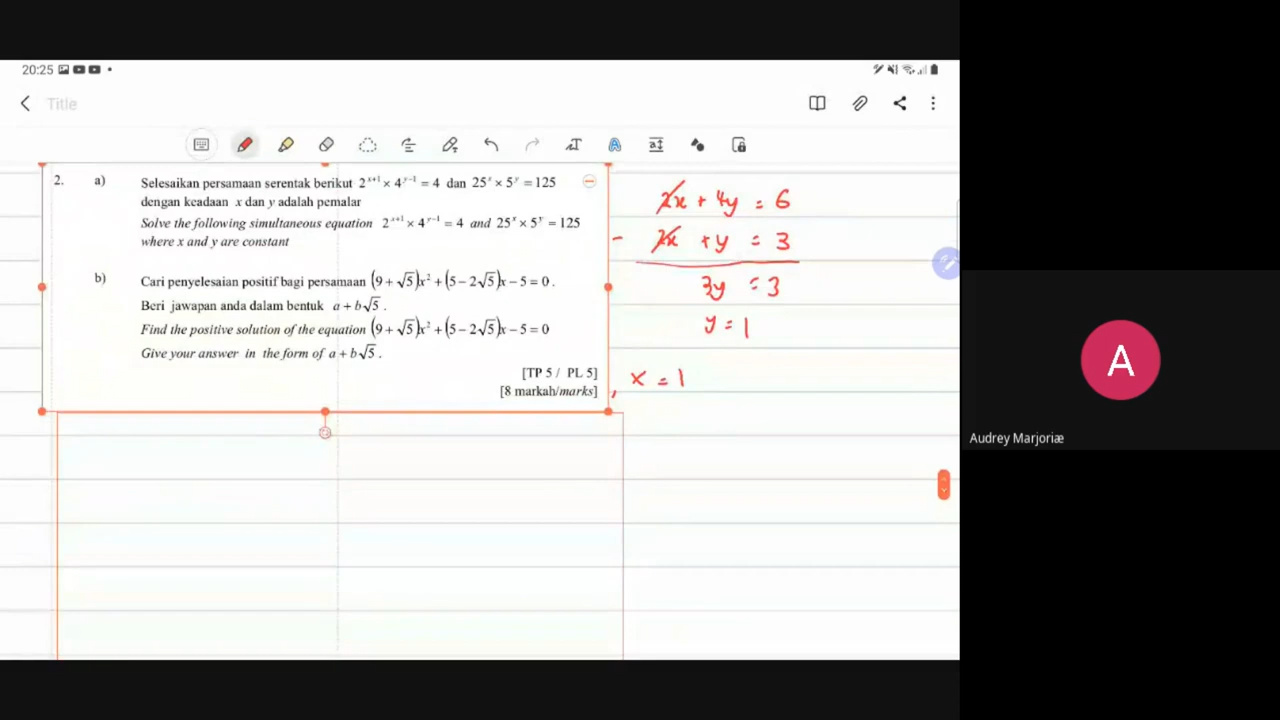 20:25
Title
2. a) Selesaikan persamaan serentak berikut 2^{x+1} × 4^{y-1} = 4 dan 25^x × 5^y = 125
dengan keadaan x dan y adalah pemalar
Solve the following simultaneous equation 2^{x+1} × 4^{y-1} = 4 and 25^x × 5^y = 125
where x and y are constant
b) Cari penyelesaian positif bagi persamaan (9 + √5)x² + (5 − 2√5)x − 5 = 0.
Beri jawapan anda dalam bentuk a + b√5.
Find the positive solution of the equation (9 + √5)x² + (5 − 2√5)x − 5 = 0
Give your answer in the form of a + b√5.
[TP 5 / PL 5]
[8 markah/marks]
2x + 4y = 6
- 2x + y = 3
3y = 3
y = 1
, x = 1
A
Audrey Marjoriæ